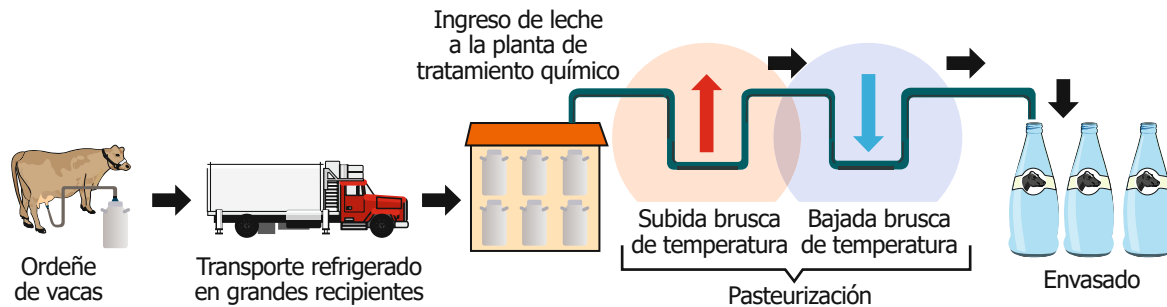 Ingreso de leche
a la planta de
tratamiento químico
Ordeñe
de vacas
Transporte refrigerado
en grandes recipientes
Subida brusca
de temperatura
Bajada brusca
de temperatura
Pasteurización
Envasado